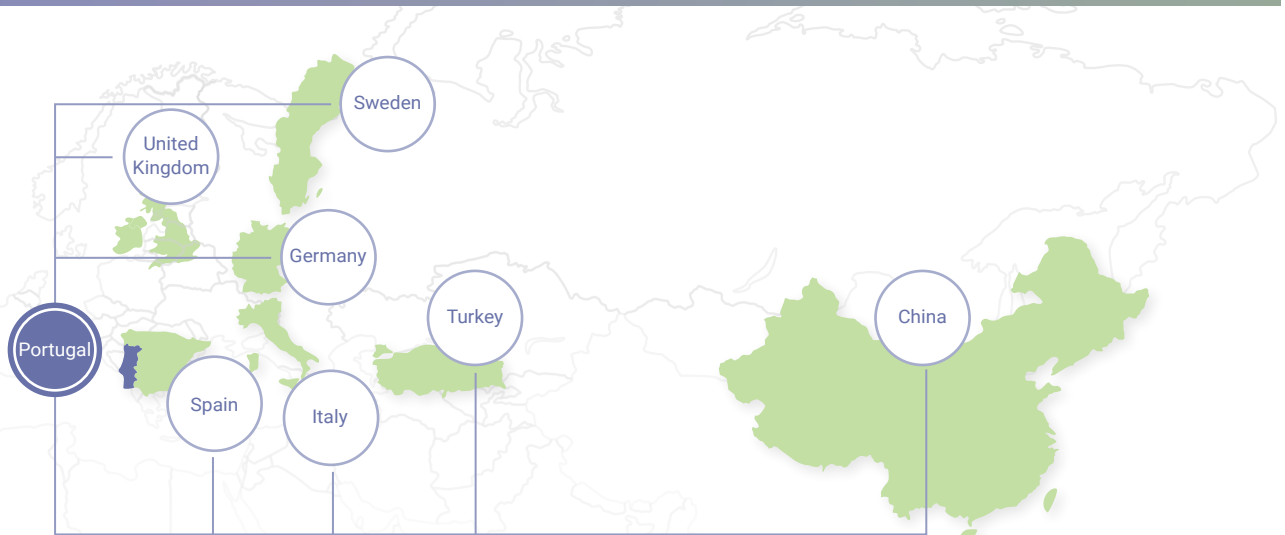 Sweden
United
Kingdom
Germany
Turkey
China
Portugal
Spain
Italy